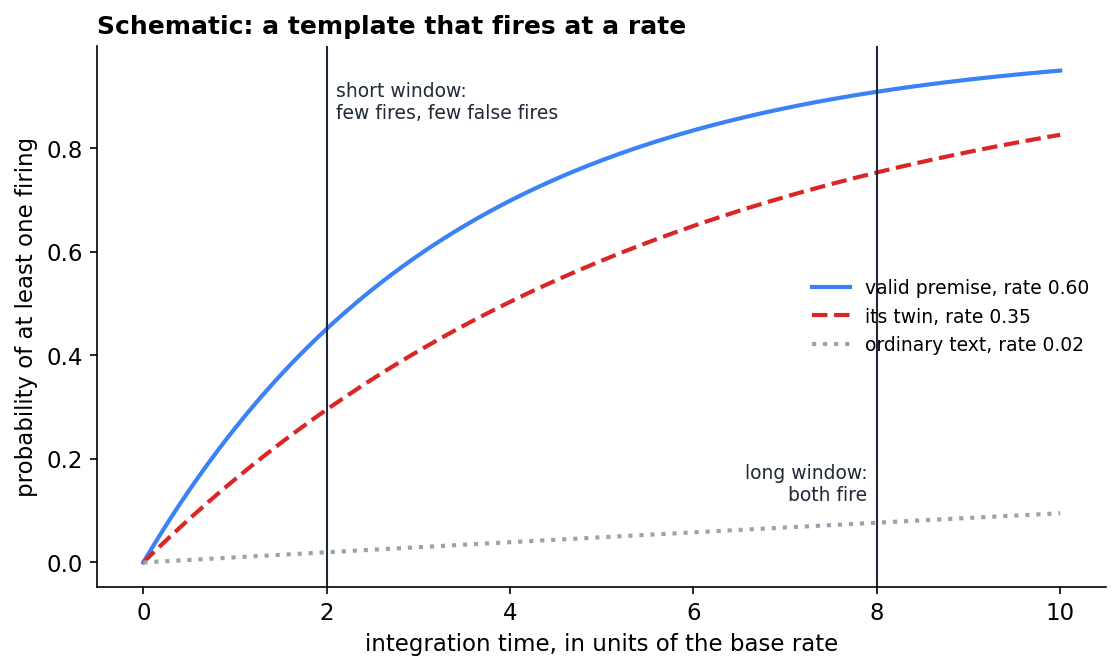 Schematic: a template that fires at a rate
short window:
few fires, few false fires
valid premise, rate 0.60
its twin, rate 0.35
ordinary text, rate 0.02
long window:
both fire
probability of at least one firing
0.8
0.6
0.4
0.2
0.0
0 2 4 6 8 10
integration time, in units of the base rate